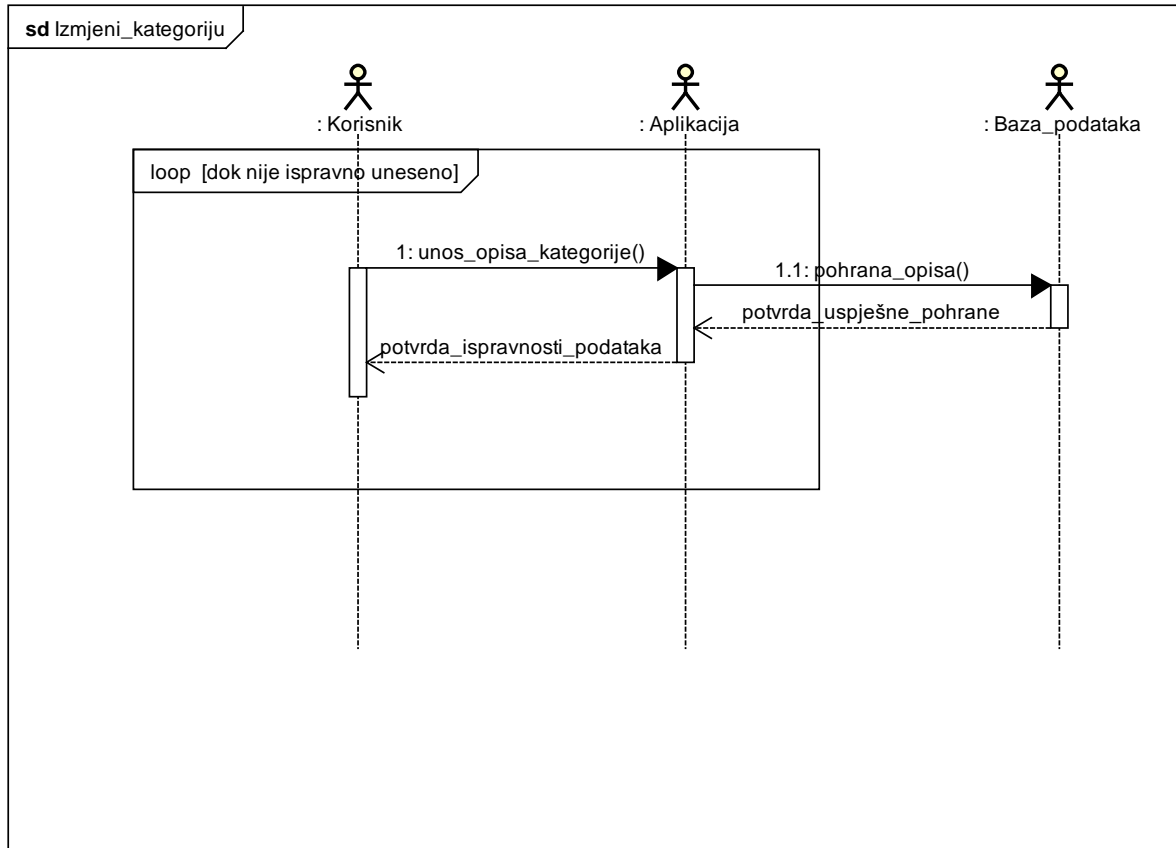 sd Izmjeni_kategoriju
: Korisnik
: Aplikacija
: Baza_podataka
loop [dok nije ispravno uneseno]
1: unos_opisa_kategorije()
1.1: pohrana_opisa()
potvrda_uspješne_pohrane
potvrda_ispravnosti_podataka